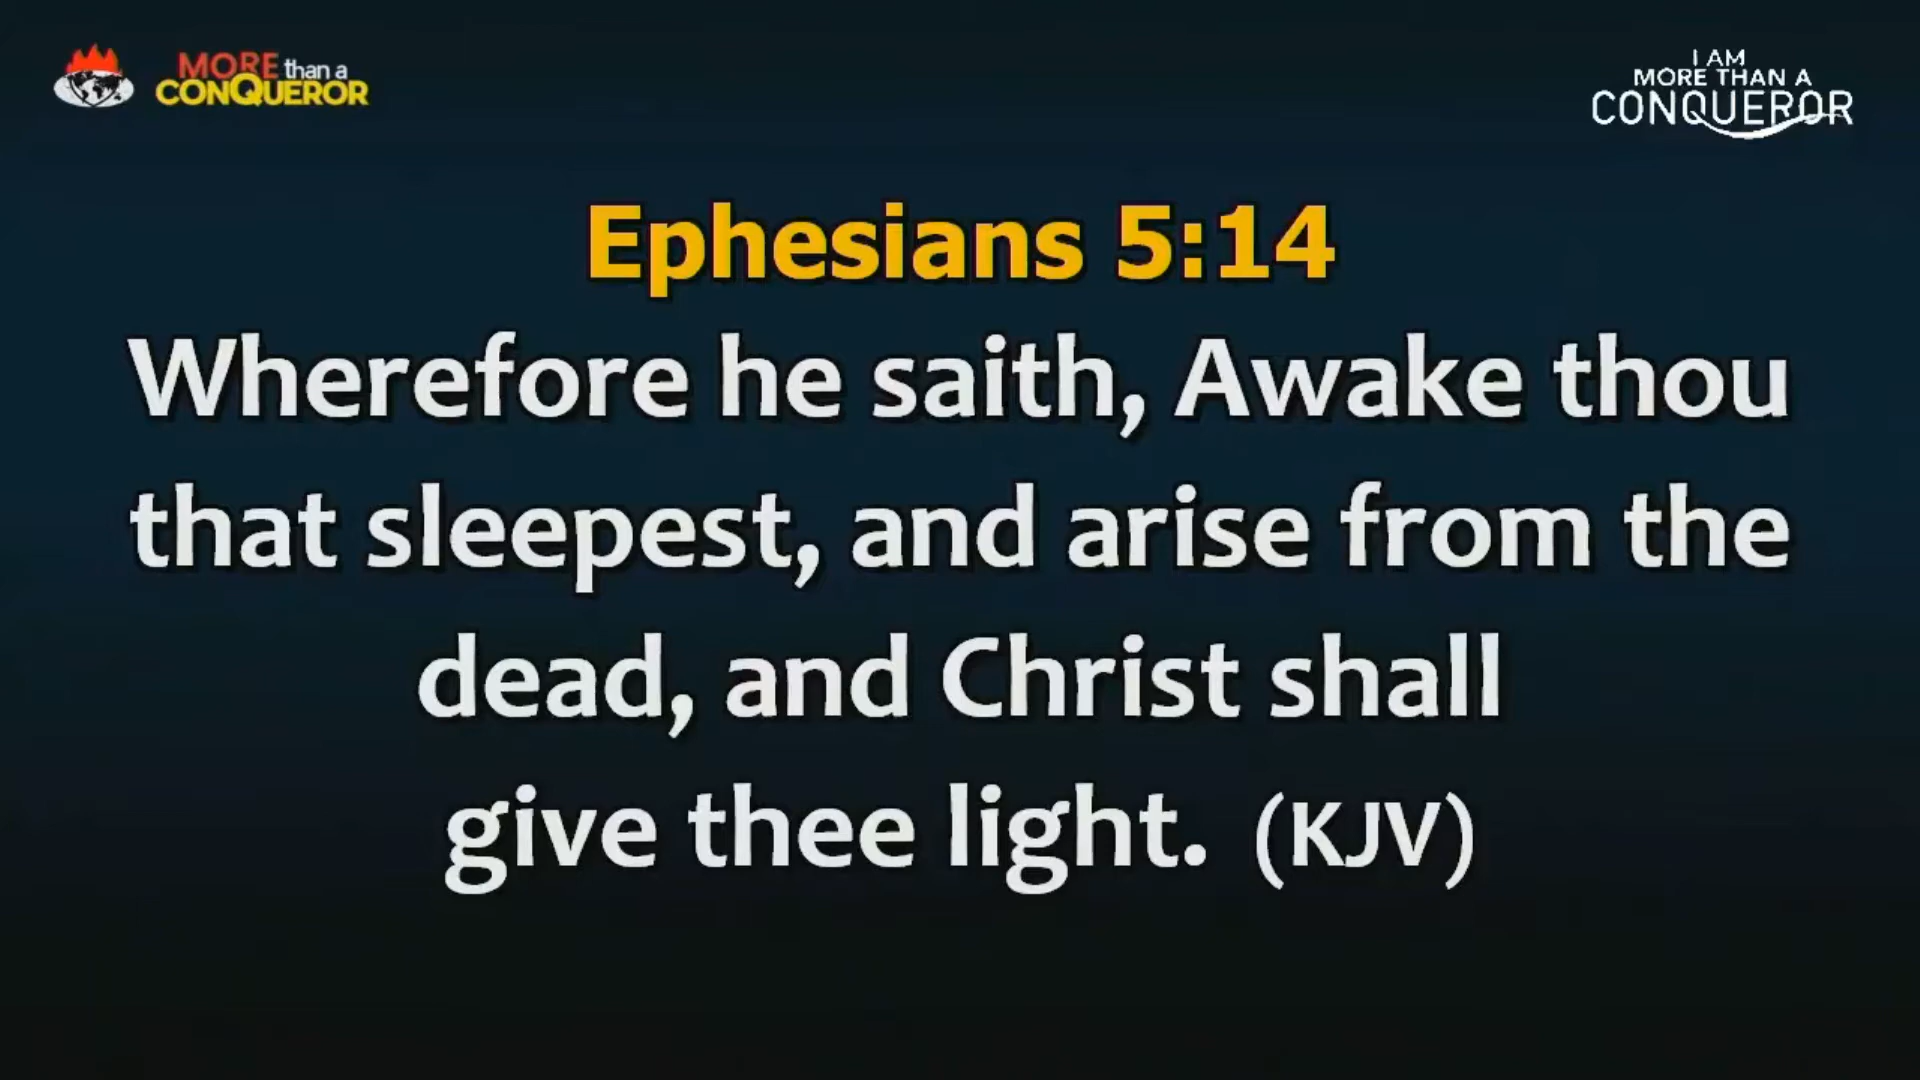 MORE than a
CONQUEROR
I AM
MORE THAN A
CONQUEROR
Ephesians 5:14
Wherefore he saith, Awake thou
that sleepest, and arise from the
dead, and Christ shall
give thee light. (KJV)